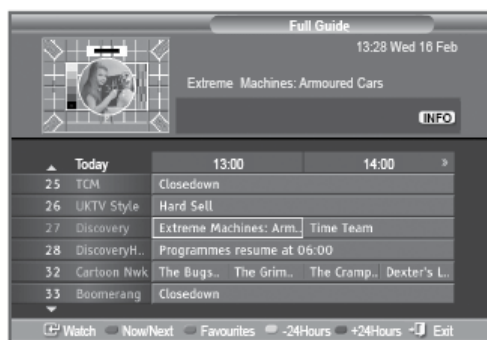 Full Guide
13:28 Wed 16 Feb
Extreme Machines: Armoured Cars
INFO
Today 13:00 14:00 »
25 TCM Closedown
26 UKTV Style Hard Sell
27 Discovery Extreme Machines: Arm.. Time Team
28 DiscoveryH.. Programmes resume at 06:00
32 Cartoon Nwk The Bugs.. The Grim.. The Cramp.. Dexter's L..
33 Boomerang Closedown
Watch Now/Next Favourites -24Hours +24Hours Exit